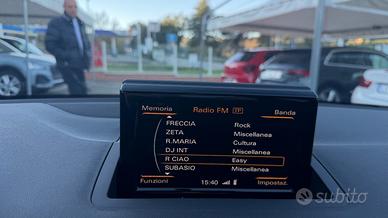 Memoria Radio FM TP Banda
FRECCIA Rock
ZETA Miscellanea
R.MARIA Cultura
DJ INT Miscellanea
R CIAO Easy
SUBASIO Miscellanea
Funzioni 15:40 Impostaz.
subito